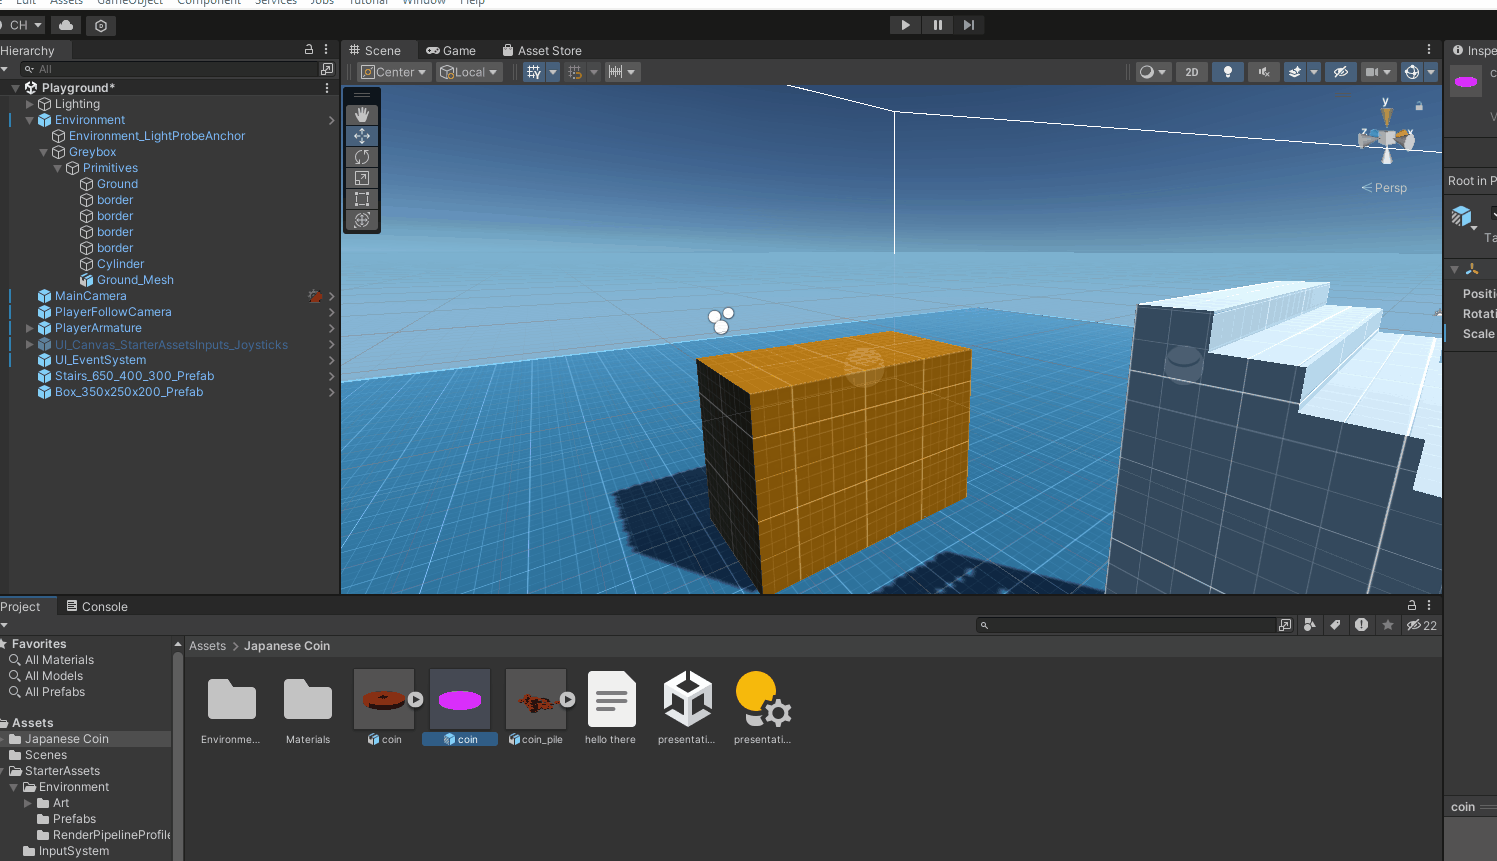 Edit Assets GameObject Component Services Jobs Tutorial Window Help
CH
Hierarchy
Scene Game Asset Store
Inspe
All
Center Local
2D
Playground*
Lighting
Environment
Environment_LightProbeAnchor
Greybox
Primitives
Ground
border
border
border
border
Cylinder
Ground_Mesh
MainCamera
PlayerFollowCamera
PlayerArmature
UI_Canvas_StarterAssetsInputs_Joysticks
UI_EventSystem
Stairs_650_400_300_Prefab
Box_350x250x200_Prefab
y
z x
Persp
c
V
Root in P
Ta
Positi
Rotati
Scale
Project Console
22
Favorites
All Materials
All Models
All Prefabs
Assets
Japanese Coin
Scenes
StarterAssets
Environment
Art
Prefabs
RenderPipelineProfile
InputSystem
Assets > Japanese Coin
Environme...
Materials
coin
coin
coin_pile
hello there
presentati...
presentati...
coin